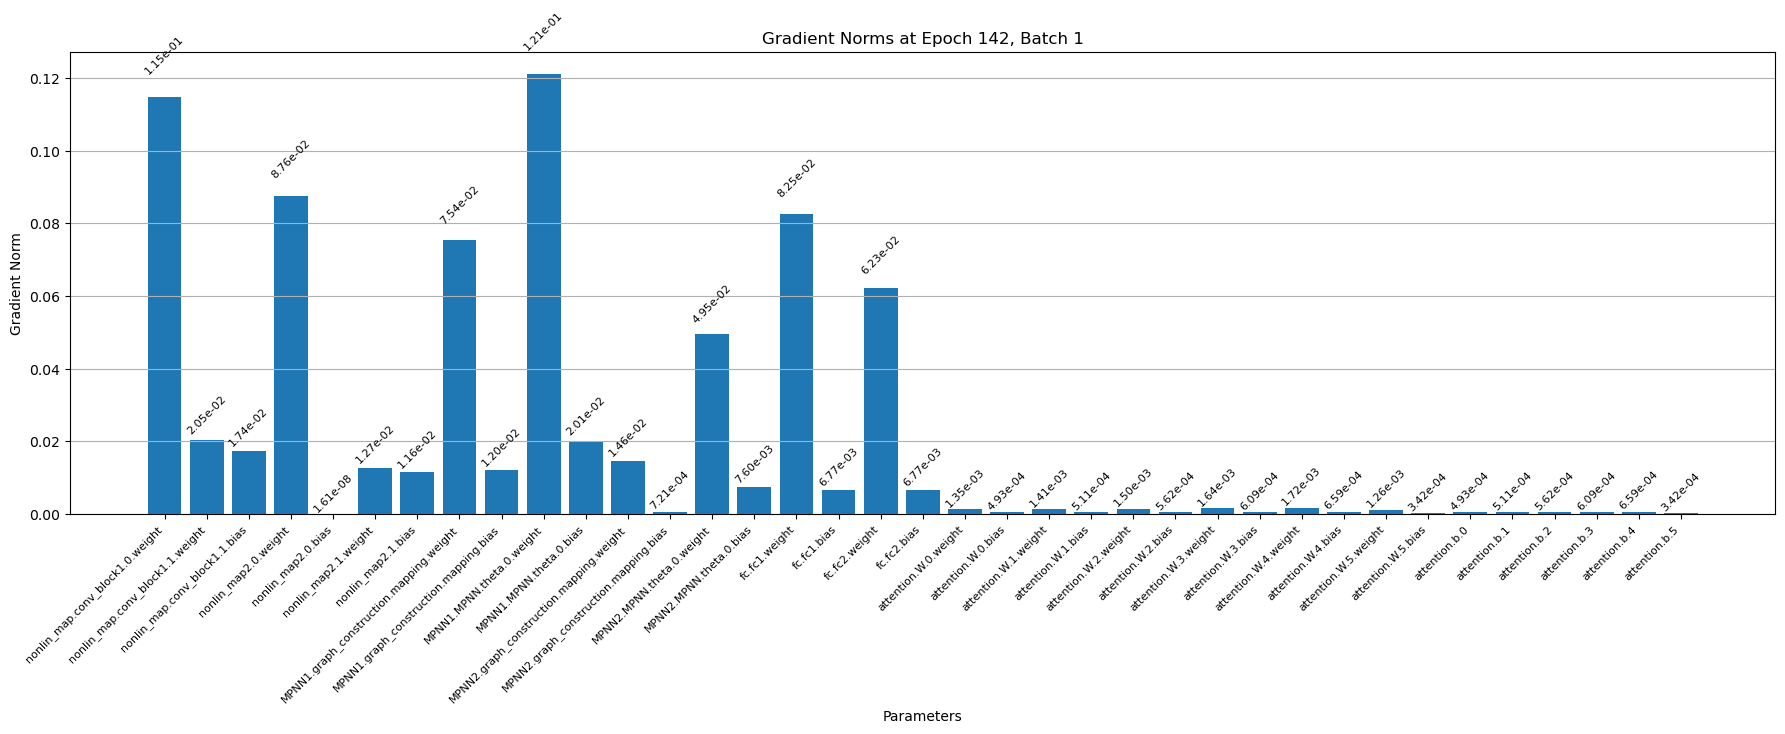 Gradient Norms at Epoch 142, Batch 1
Gradient Norm
0.12
0.10
0.08
0.06
0.04
0.02
0.00
1.15e-01
2.05e-02
1.74e-02
8.76e-02
1.61e-08
1.27e-02
1.16e-02
7.54e-02
1.20e-02
1.21e-01
2.01e-02
1.46e-02
7.21e-04
4.95e-02
7.60e-03
8.25e-02
6.77e-03
6.23e-02
6.77e-03
1.35e-03
4.93e-04
1.41e-03
5.11e-04
1.50e-03
5.62e-04
1.64e-03
6.09e-04
1.72e-03
6.59e-04
1.26e-03
3.42e-04
4.93e-04
5.11e-04
5.62e-04
6.09e-04
6.59e-04
3.42e-04
nonlin_map.conv_block1.0.weight
nonlin_map.conv_block1.1.weight
nonlin_map.conv_block1.1.bias
nonlin_map2.0.weight
nonlin_map2.0.bias
nonlin_map2.1.weight
nonlin_map2.1.bias
MPNN1.graph_construction.mapping.weight
MPNN1.graph_construction.mapping.bias
MPNN1.MPNN.theta.0.weight
MPNN1.MPNN.theta.0.bias
MPNN2.graph_construction.mapping.weight
MPNN2.graph_construction.mapping.bias
MPNN2.MPNN.theta.0.weight
MPNN2.MPNN.theta.0.bias
fc.fc1.weight
fc.fc1.bias
fc.fc2.weight
fc.fc2.bias
attention.W.0.weight
attention.W.0.bias
attention.W.1.weight
attention.W.1.bias
attention.W.2.weight
attention.W.2.bias
attention.W.3.weight
attention.W.3.bias
attention.W.4.weight
attention.W.4.bias
attention.W.5.weight
attention.W.5.bias
attention.b.0
attention.b.1
attention.b.2
attention.b.3
attention.b.4
attention.b.5
Parameters